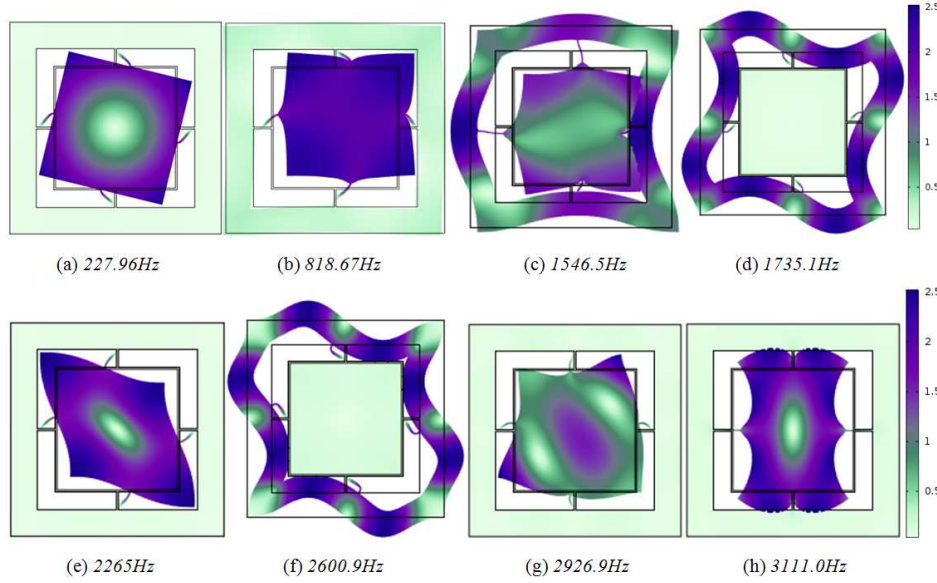 2.5
2
1.5
1
0.5
(a) 227.96Hz
(b) 818.67Hz
(c) 1546.5Hz
(d) 1735.1Hz
2.5
2
1.5
1
0.5
(e) 2265Hz
(f) 2600.9Hz
(g) 2926.9Hz
(h) 3111.0Hz